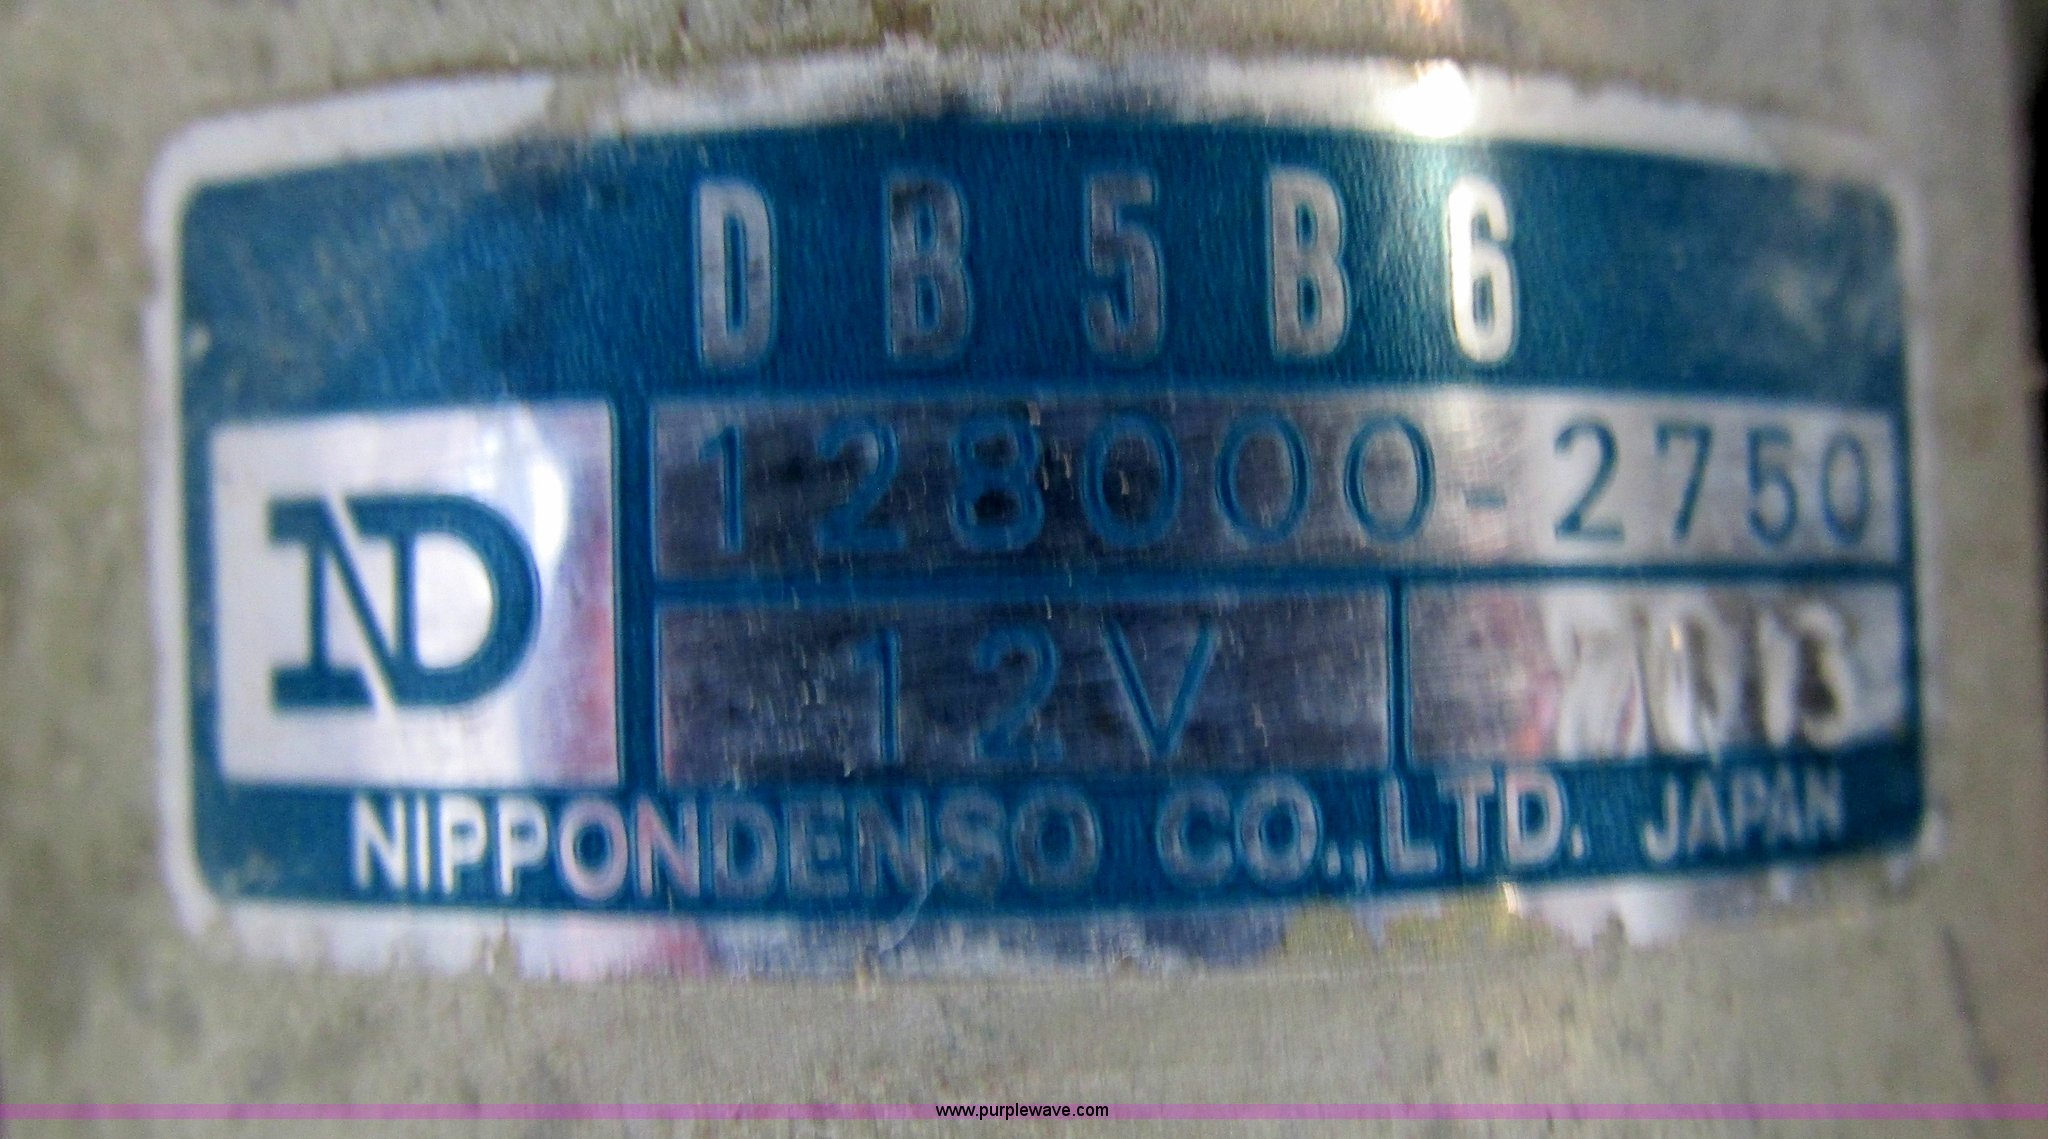 DB5B6
ND
128000-2750
12V
NIPPONDENSO CO.,LTD. JAPAN
www.purplewave.com